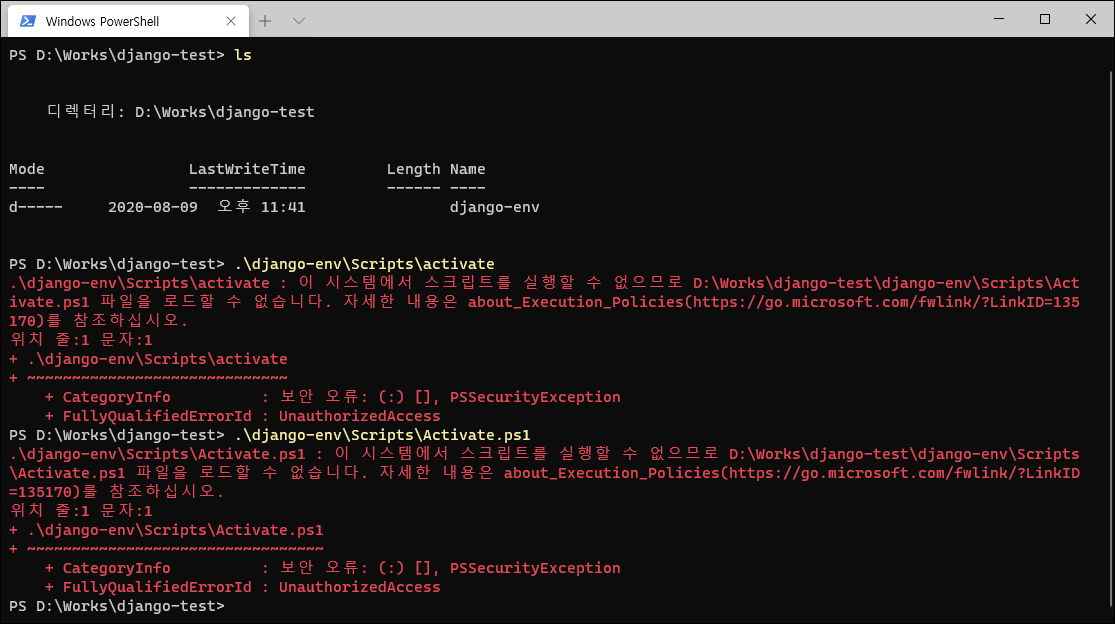 Windows PowerShell
PS D:\Works\django-test> ls
디렉터리: D:\Works\django-test
Mode                LastWriteTime         Length Name
----                -------------         ------ ----
d-----     2020-08-09  오후 11:41                django-env
PS D:\Works\django-test> .\django-env\Scripts\activate
.\django-env\Scripts\activate : 이 시스템에서 스크립트를 실행할 수 없으므로 D:\Works\django-test\django-env\Scripts\Act
ivate.ps1 파일을 로드할 수 없습니다. 자세한 내용은 about_Execution_Policies(https://go.microsoft.com/fwlink/?LinkID=135
170)를 참조하십시오.
위치 줄:1 문자:1
+ .\django-env\Scripts\activate
+ ~~~~~~~~~~~~~~~~~~~~~~~~~~~~~
    + CategoryInfo          : 보안 오류: (:) [], PSSecurityException
    + FullyQualifiedErrorId : UnauthorizedAccess
PS D:\Works\django-test> .\django-env\Scripts\Activate.ps1
.\django-env\Scripts\Activate.ps1 : 이 시스템에서 스크립트를 실행할 수 없으므로 D:\Works\django-test\django-env\Scripts
\Activate.ps1 파일을 로드할 수 없습니다. 자세한 내용은 about_Execution_Policies(https://go.microsoft.com/fwlink/?LinkID
=135170)를 참조하십시오.
위치 줄:1 문자:1
+ .\django-env\Scripts\Activate.ps1
+ ~~~~~~~~~~~~~~~~~~~~~~~~~~~~~~~~~
    + CategoryInfo          : 보안 오류: (:) [], PSSecurityException
    + FullyQualifiedErrorId : UnauthorizedAccess
PS D:\Works\django-test>